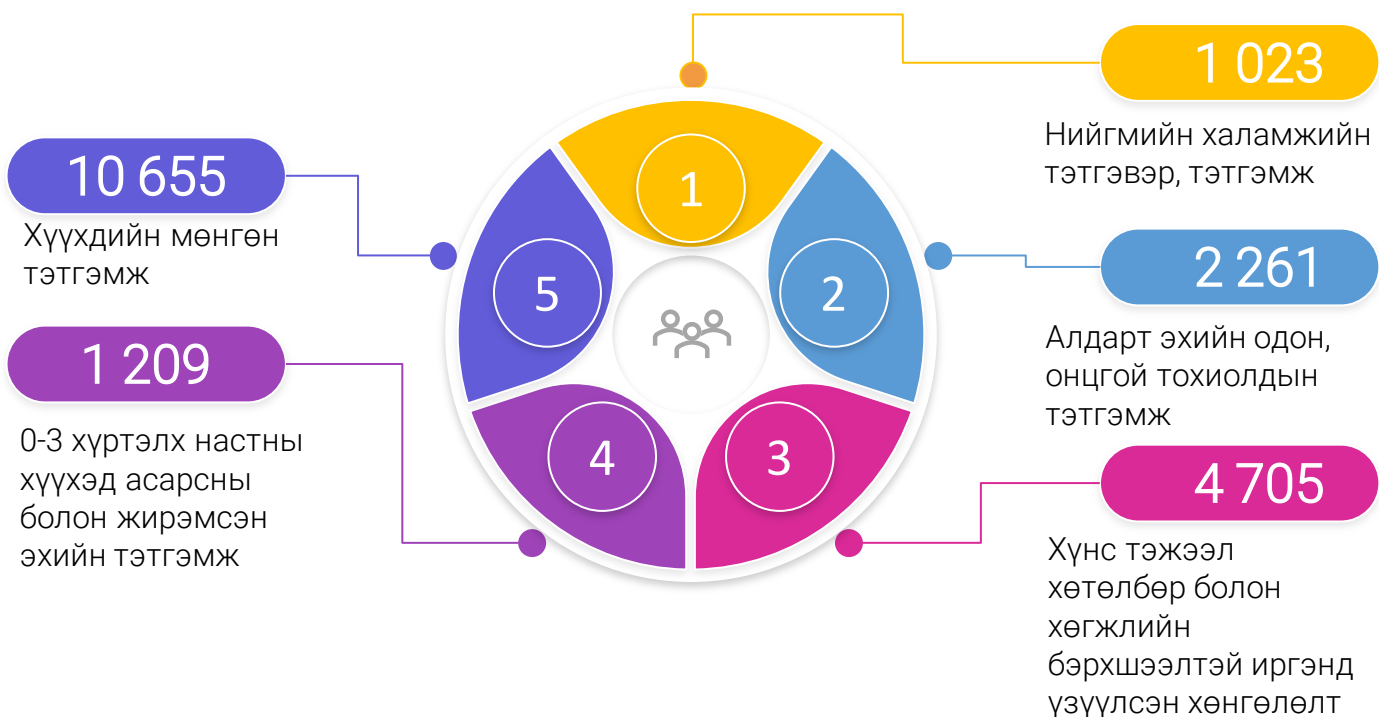 1 023
Нийгмийн халамжийн
тэтгэвэр, тэтгэмж
2 261
Алдарт эхийн одон,
онцгой тохиолдын
тэтгэмж
4 705
Хүнс тэжээл
хөтөлбөр болон
хөгжлийн
бэрхшээлтэй иргэнд
үзүүлсэн хөнгөлөлт
1 209
0-3 хүртэлх настны
хүүхэд асарсны
болон жирэмсэн
эхийн тэтгэмж
10 655
Хүүхдийн мөнгөн
тэтгэмж
1
2
3
4
5